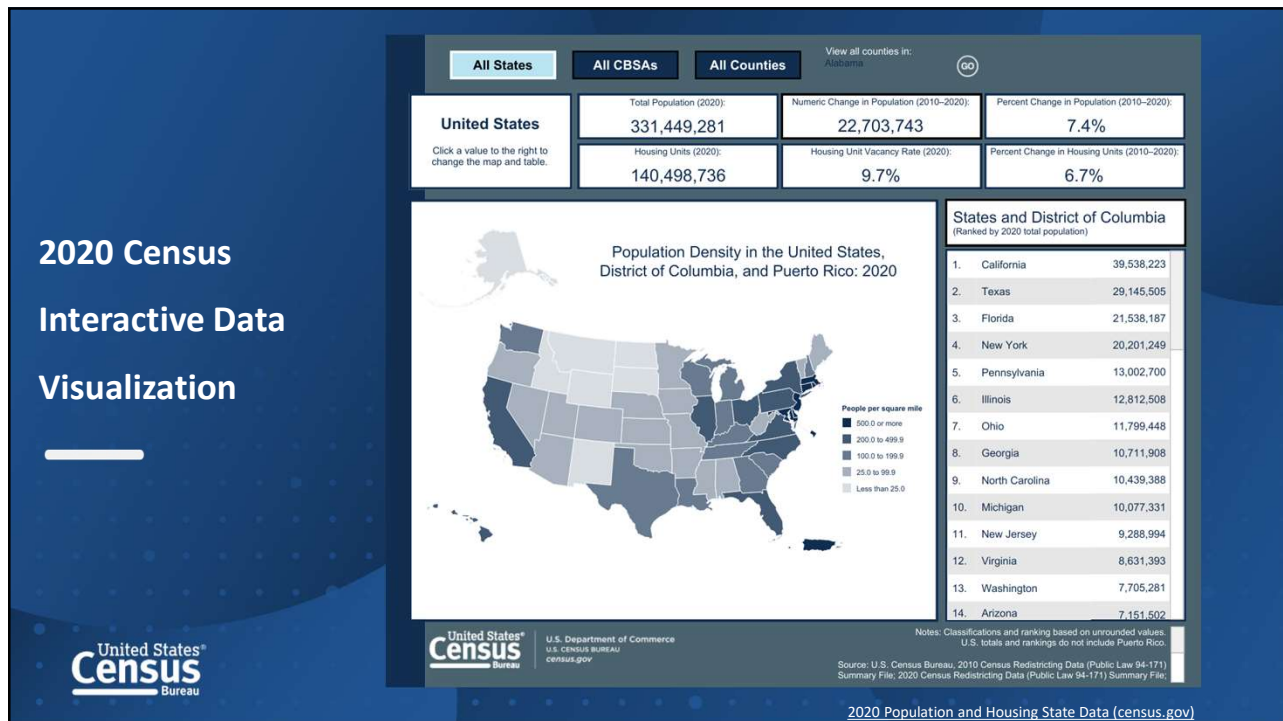 2020 Census
Interactive Data
Visualization
United States®
Census
Bureau
All States
All CBSAs
All Counties
View all counties in:
Alabama
GO
United States
Click a value to the right to
change the map and table.
Total Population (2020):
331,449,281
Numeric Change in Population (2010–2020):
22,703,743
Percent Change in Population (2010–2020):
7.4%
Housing Units (2020):
140,498,736
Housing Unit Vacancy Rate (2020):
9.7%
Percent Change in Housing Units (2010–2020):
6.7%
Population Density in the United States,
District of Columbia, and Puerto Rico: 2020
People per square mile
500.0 or more
200.0 to 499.9
100.0 to 199.9
25.0 to 99.9
Less than 25.0
States and District of Columbia
(Ranked by 2020 total population)
1. California 39,538,223
2. Texas 29,145,505
3. Florida 21,538,187
4. New York 20,201,249
5. Pennsylvania 13,002,700
6. Illinois 12,812,508
7. Ohio 11,799,448
8. Georgia 10,711,908
9. North Carolina 10,439,388
10. Michigan 10,077,331
11. New Jersey 9,288,994
12. Virginia 8,631,393
13. Washington 7,705,281
14. Arizona 7,151,502
United States®
Census
Bureau
U.S. Department of Commerce
U.S. CENSUS BUREAU
census.gov
Notes: Classifications and ranking based on unrounded values.
U.S. totals and rankings do not include Puerto Rico.
Source: U.S. Census Bureau, 2010 Census Redistricting Data (Public Law 94-171)
Summary File; 2020 Census Redistricting Data (Public Law 94-171) Summary File;
2020 Population and Housing State Data (census.gov)